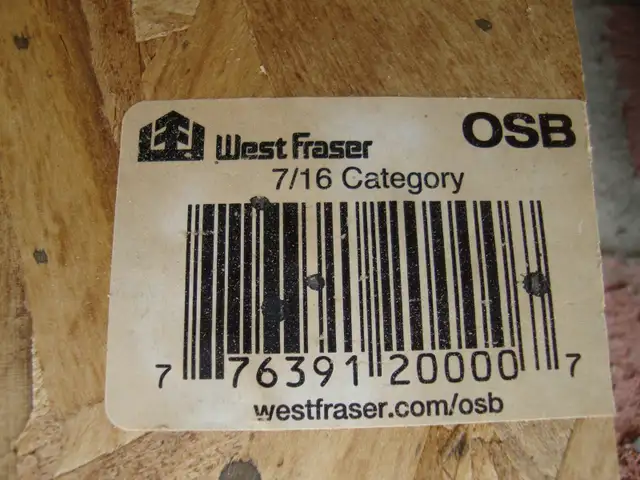 West Fraser
OSB
7/16 Category
7 76391 20000 7
westfraser.com/osb